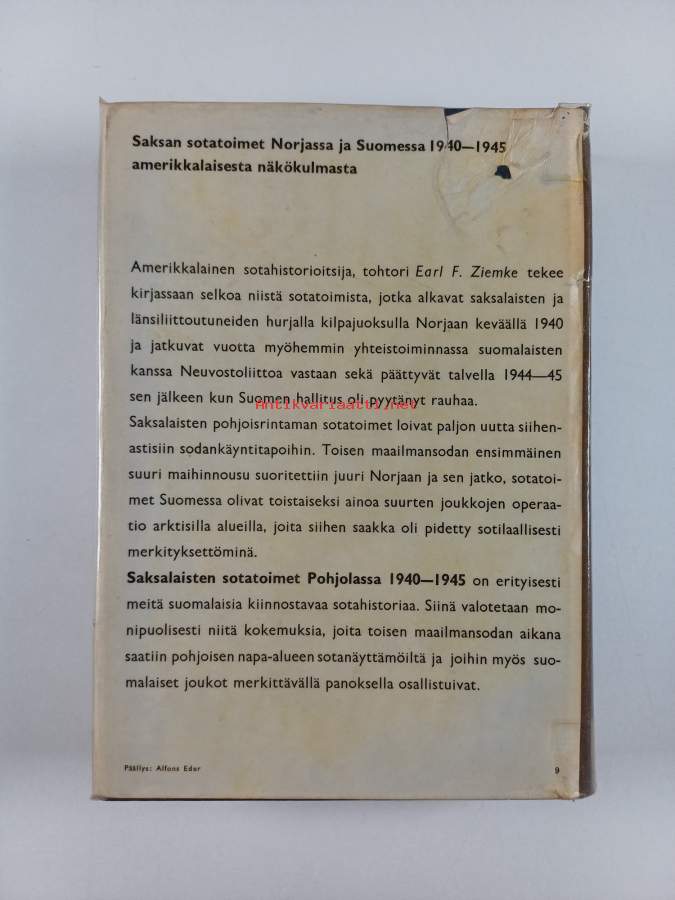 Saksan sotatoimet Norjassa ja Suomessa 1940—1945
amerikkalaisesta näkökulmasta
Amerikkalainen sotahistorioitsija, tohtori Earl F. Ziemke tekee
kirjassaan selkoa niistä sotatoimista, jotka alkavat saksalaisten ja
länsiliittoutuneiden hurjalla kilpajuoksulla Norjaan keväällä 1940
ja jatkuvat vuotta myöhemmin yhteistoiminnassa suomalaisten
kanssa Neuvostoliittoa vastaan sekä päättyvät talvella 1944—45
sen jälkeen kun Suomen hallitus oli pyytänyt rauhaa.
Antikvariaatti.net
Saksalaisten pohjoisrintaman sotatoimet loivat paljon uutta siihen-
astisiin sodankäyntitapoihin. Toisen maailmansodan ensimmäinen
suuri maihinnousu suoritettiin juuri Norjaan ja sen jatko, sotatoi-
met Suomessa olivat toistaiseksi ainoa suurten joukkojen operaa-
tio arktisilla alueilla, joita siihen saakka oli pidetty sotilaallisesti
merkityksettöminä.
Saksalaisten sotatoimet Pohjolassa 1940—1945 on erityisesti
meitä suomalaisia kiinnostavaa sotahistoriaa. Siinä valotetaan mo-
nipuolisesti niitä kokemuksia, joita toisen maailmansodan aikana
saatiin pohjoisen napa-alueen sotanäyttämöiltä ja joihin myös suo-
malaiset joukot merkittävällä panoksella osallistuivat.
Päällys: Alfons Eder
9